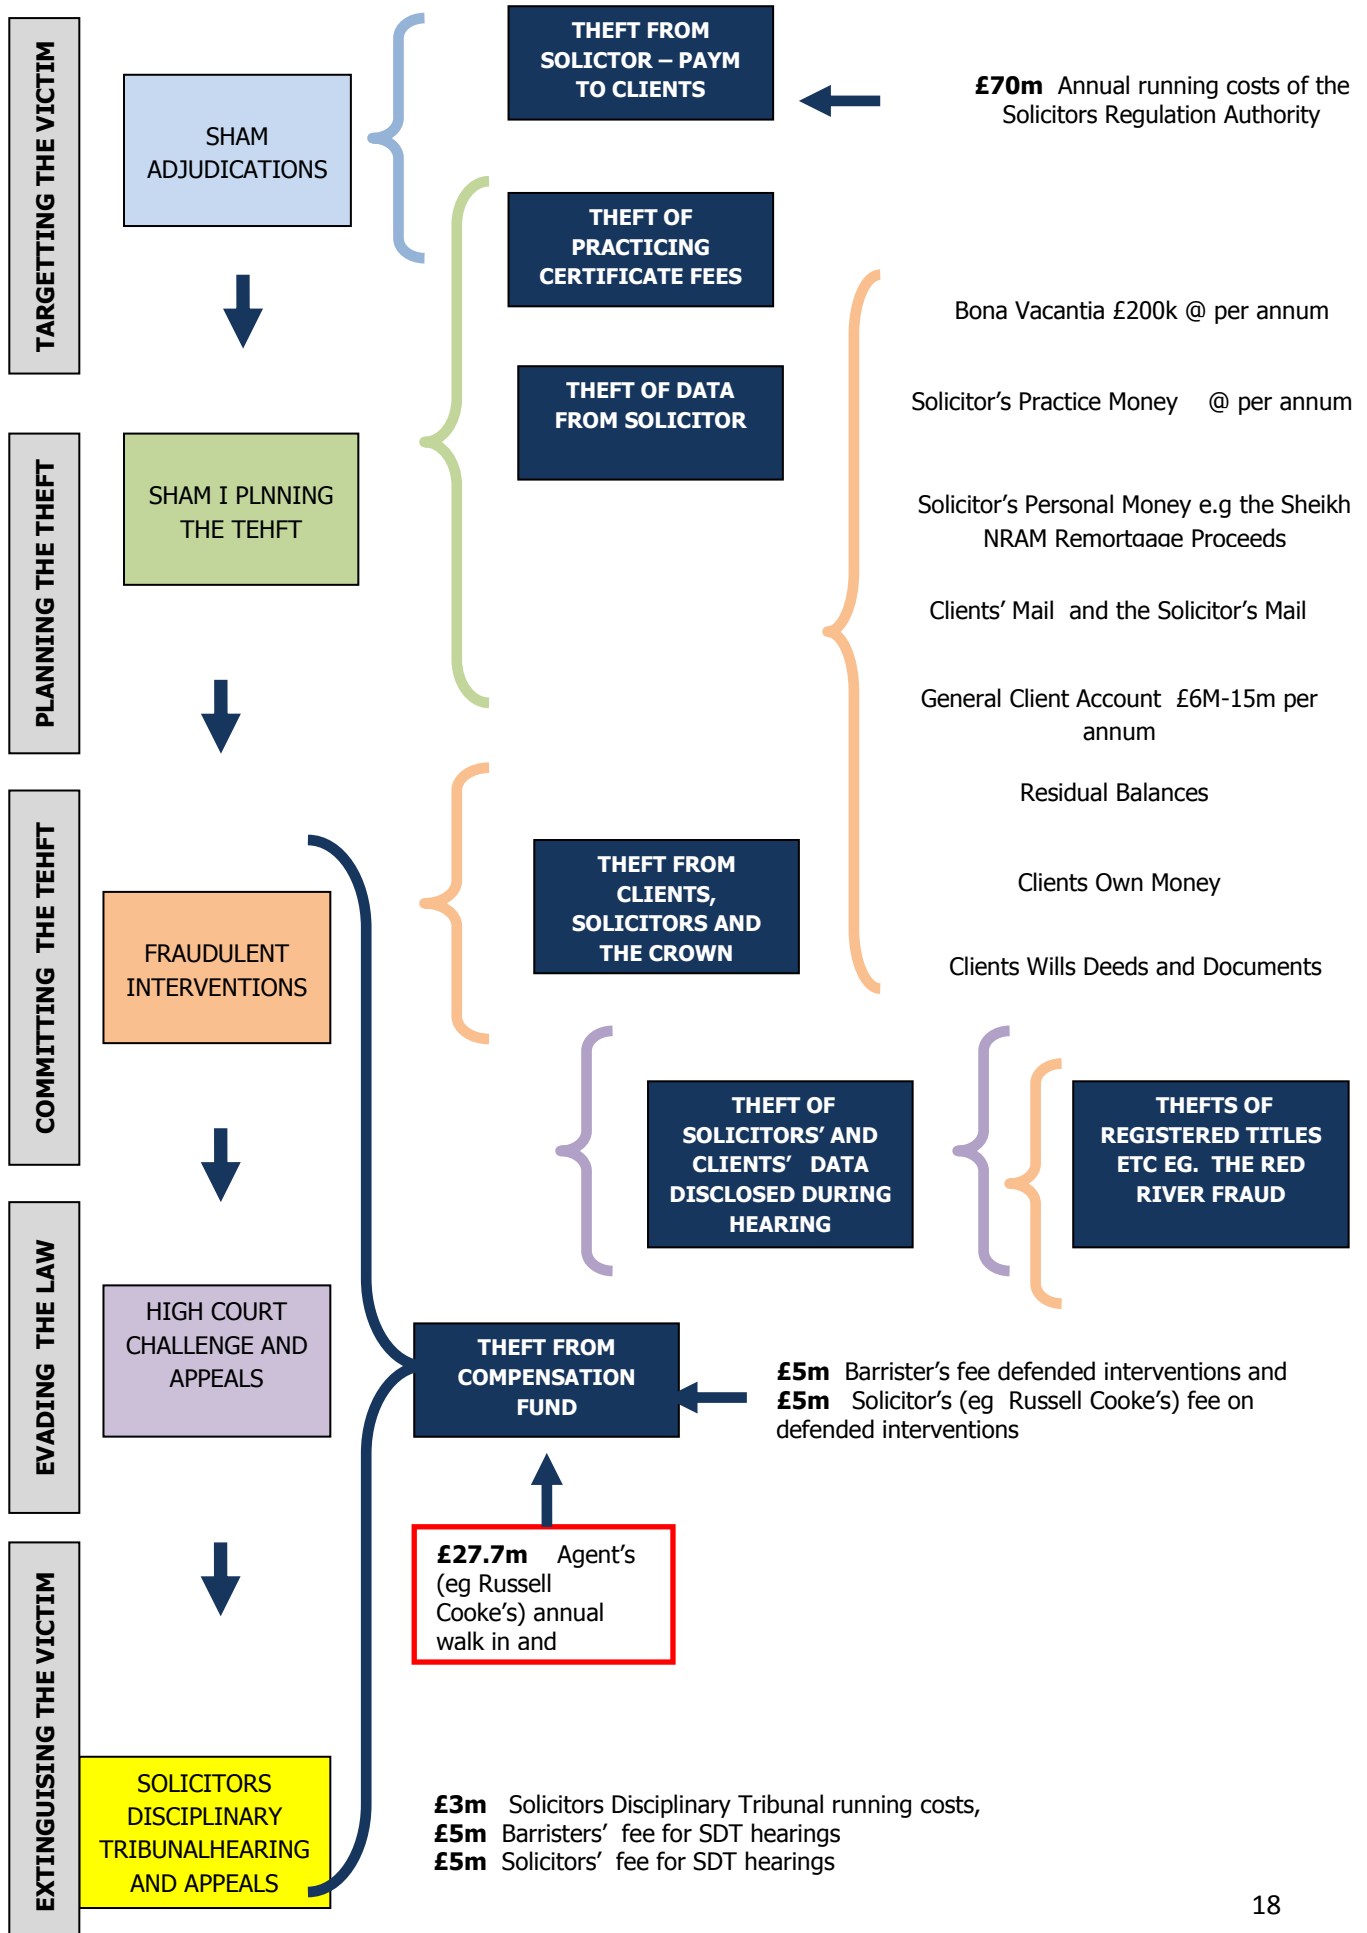 TARGETTING THE VICTIM
SHAM
ADJUDICATIONS
THEFT FROM
SOLICTOR – PAYM
TO CLIENTS
£70m Annual running costs of the
Solicitors Regulation Authority
THEFT OF
PRACTICING
CERTIFICATE FEES
THEFT OF DATA
FROM SOLICITOR
Bona Vacantia £200k @ per annum
Solicitor’s Practice Money @ per annum
Solicitor’s Personal Money e.g the Sheikh
NRAM Remortgage Proceeds
Clients’ Mail and the Solicitor’s Mail
General Client Account £6M-15m per
annum
Residual Balances
Clients Own Money
Clients Wills Deeds and Documents
PLANNING THE THEFT
SHAM I PLNNING
THE TEHFT
COMMITTING THE TEHFT
FRAUDULENT
INTERVENTIONS
THEFT FROM
CLIENTS,
SOLICITORS AND
THE CROWN
THEFT OF
SOLICITORS’ AND
CLIENTS’ DATA
DISCLOSED DURING
HEARING
THEFTS OF
REGISTERED TITLES
ETC EG. THE RED
RIVER FRAUD
EVADING THE LAW
HIGH COURT
CHALLENGE AND
APPEALS
THEFT FROM
COMPENSATION
FUND
£5m Barrister’s fee defended interventions and
£5m Solicitor’s (eg Russell Cooke’s) fee on
defended interventions
£27.7m Agent’s
(eg Russell
Cooke’s) annual
walk in and
EXTINGUISING THE VICTIM
SOLICITORS
DISCIPLINARY
TRIBUNALHEARING
AND APPEALS
£3m Solicitors Disciplinary Tribunal running costs,
£5m Barristers’ fee for SDT hearings
£5m Solicitors’ fee for SDT hearings
18